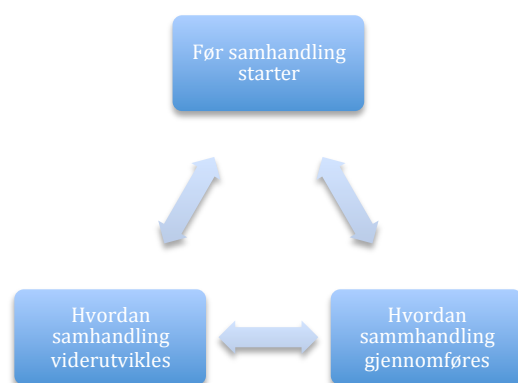 Før samhandling
starter
Hvordan
samhandling
viderutvikles
Hvordan
sammhandling
gjennomføres